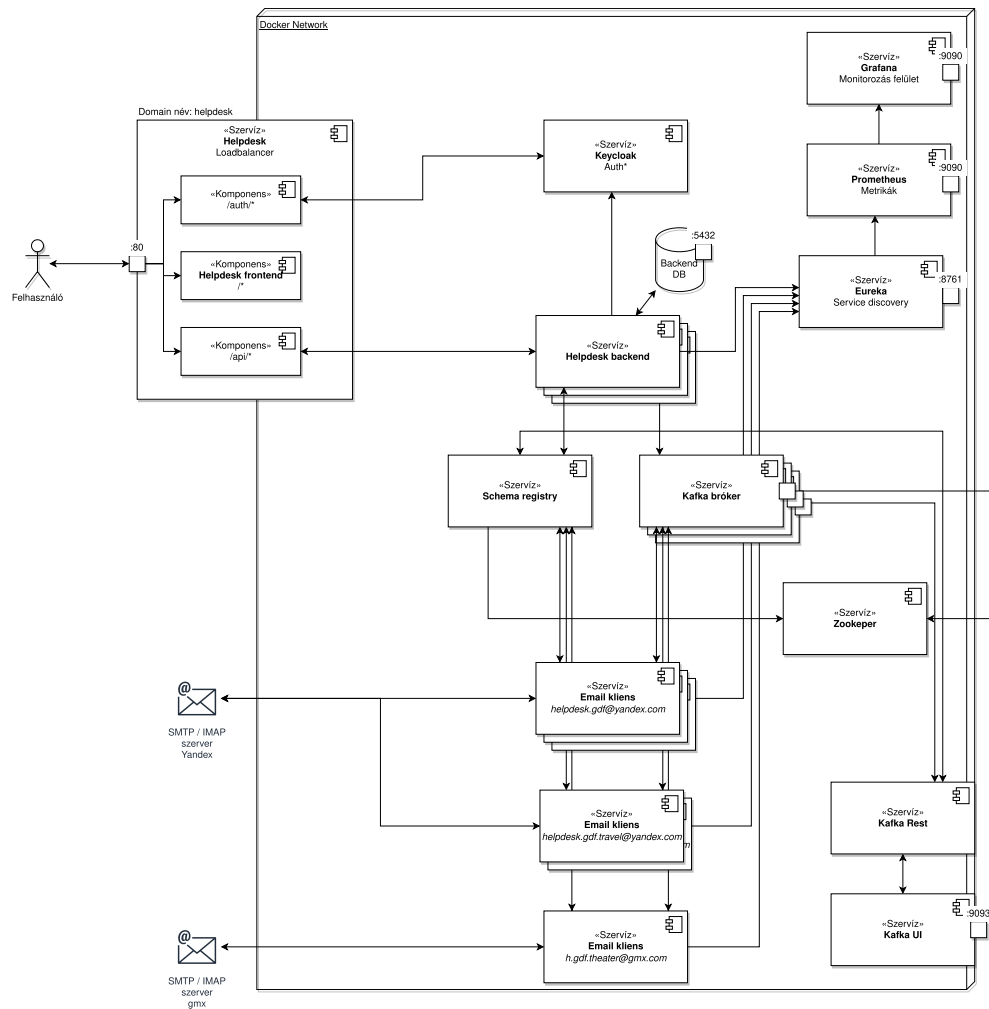 Docker Network
«Szervíz»
Grafana
Monitorozás felület
:9090
Domain név: helpdesk
«Szervíz»
Helpdesk
Loadbalancer
«Szervíz»
Keycloak
Auth*
«Szervíz»
Prometheus
Metrikák
:9090
«Komponens»
/auth/*
:80
Felhasználó
«Komponens»
Helpdesk frontend
/*
:5432
Backend
DB
«Szervíz»
Eureka
Service discovery
:8761
«Komponens»
/api/*
«Szervíz»
Helpdesk backend
«Szervíz»
Schema registry
«Szervíz»
Kafka bróker
«Szervíz»
Zookeper
«Szervíz»
Email kliens
helpdesk.gdf@yandex.com
SMTP / IMAP
szerver
Yandex
«Szervíz»
Email kliens
helpdesk.gdf.travel@yandex.com
m
«Szervíz»
Kafka Rest
«Szervíz»
Kafka UI
:9093
«Szervíz»
Email kliens
h.gdf.theater@gmx.com
SMTP / IMAP
szerver
gmx